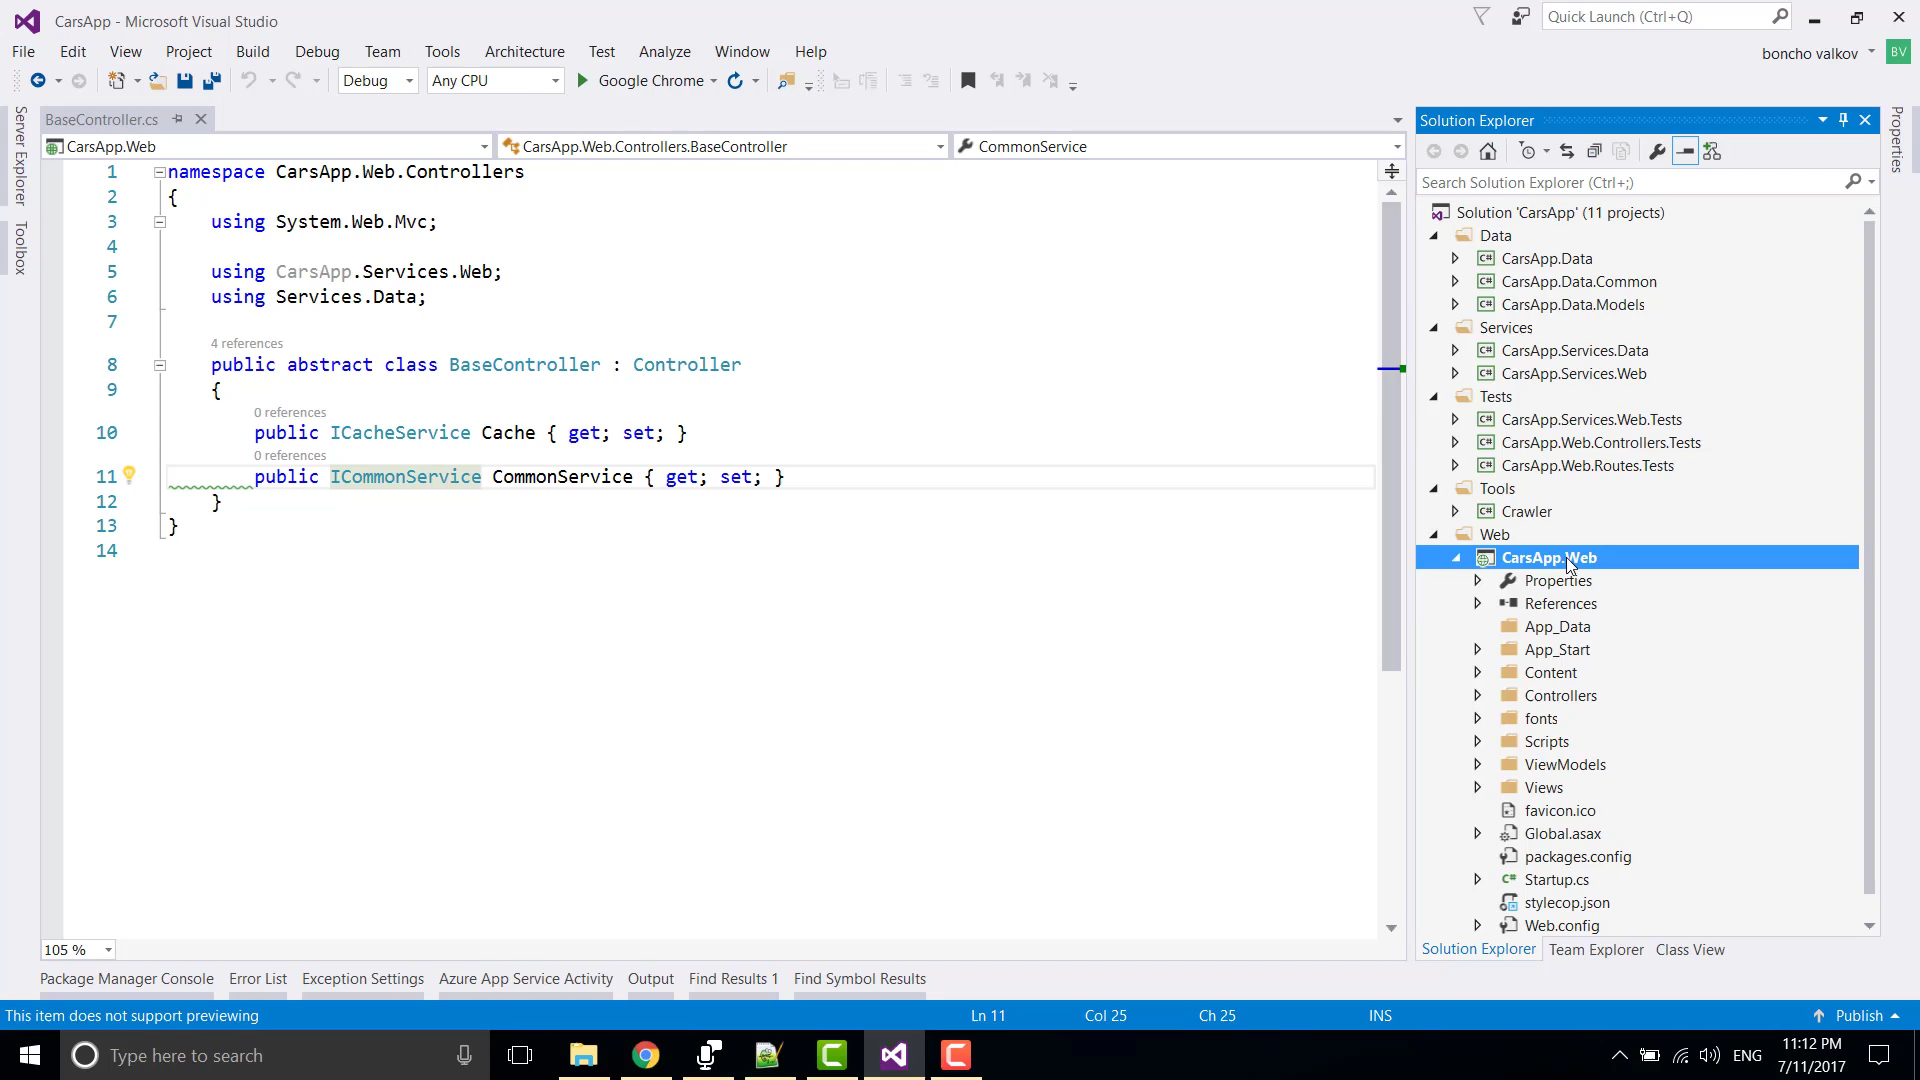 CarsApp - Microsoft Visual Studio
Quick Launch (Ctrl+Q)
File Edit View Project Build Debug Team Tools Architecture Test Analyze Window Help
boncho valkov BV
Debug Any CPU Google Chrome
Server Explorer
Toolbox
BaseController.cs
CarsApp.Web CarsApp.Web.Controllers.BaseController CommonService
1 namespace CarsApp.Web.Controllers
2 {
3 using System.Web.Mvc;
4
5 using CarsApp.Services.Web;
6 using Services.Data;
7
4 references
8 public abstract class BaseController : Controller
9 {
0 references
10 public ICacheService Cache { get; set; }
0 references
11 public ICommonService CommonService { get; set; }
12 }
13 }
14
105 %
Solution Explorer
Search Solution Explorer (Ctrl+;)
Solution 'CarsApp' (11 projects)
Data
C# CarsApp.Data
C# CarsApp.Data.Common
C# CarsApp.Data.Models
Services
C# CarsApp.Services.Data
C# CarsApp.Services.Web
Tests
C# CarsApp.Services.Web.Tests
C# CarsApp.Web.Controllers.Tests
C# CarsApp.Web.Routes.Tests
Tools
C# Crawler
Web
CarsApp.Web
Properties
References
App_Data
App_Start
Content
Controllers
fonts
Scripts
ViewModels
Views
favicon.ico
Global.asax
packages.config
C# Startup.cs
stylecop.json
Web.config
Solution Explorer Team Explorer Class View
Properties
Package Manager Console Error List Exception Settings Azure App Service Activity Output Find Results 1 Find Symbol Results
This item does not support previewing Ln 11 Col 25 Ch 25 INS Publish
Type here to search
ENG
11:12 PM
7/11/2017